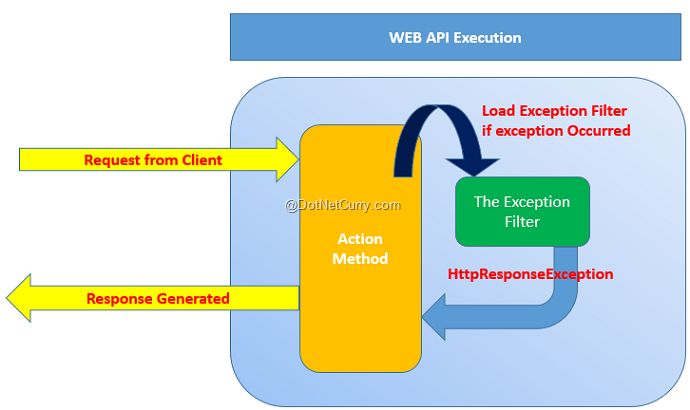 WEB API Execution
Load Exception Filter
if exception Occurred
Request from Client
@DotNetCurry.com
The Exception
Filter
Action
Method
HttpResponseException
Response Generated